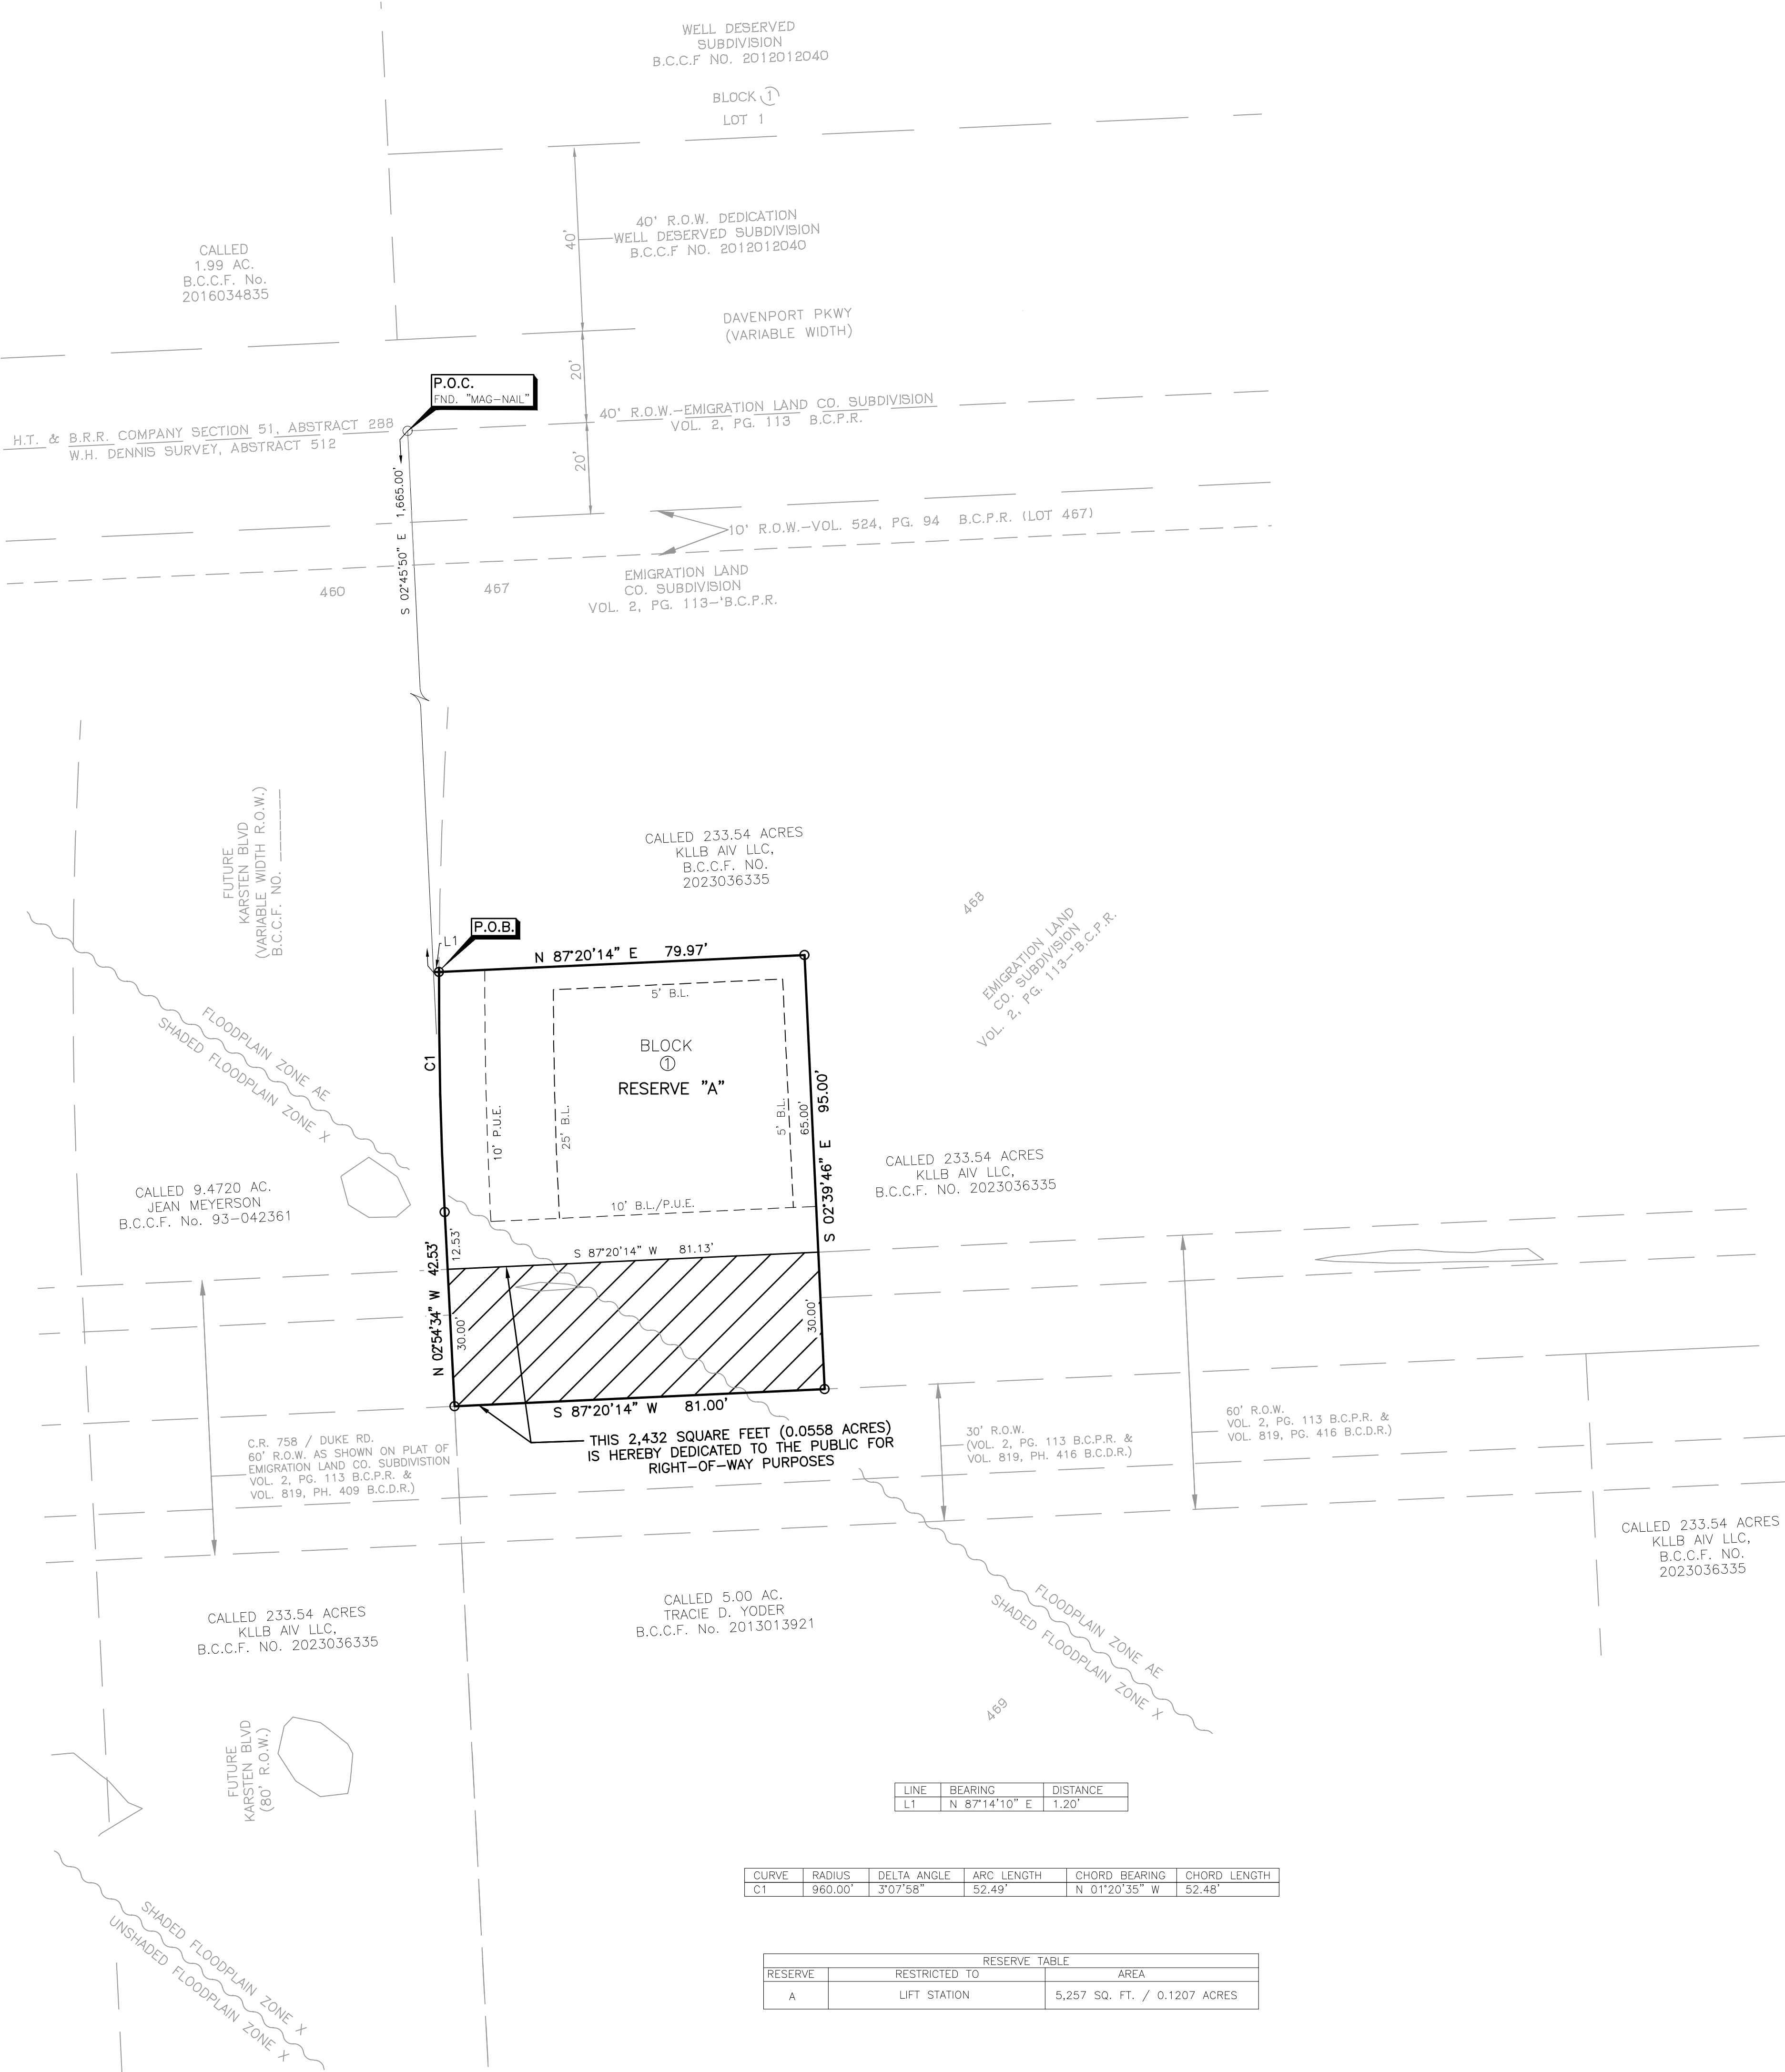 WELL DESERVED
SUBDIVISION
B.C.C.F NO. 2012012040
BLOCK 1
LOT 1
40' R.O.W. DEDICATION
WELL DESERVED SUBDIVISION
B.C.C.F NO. 2012012040
40'
CALLED
1.99 AC.
B.C.C.F. No.
2016034835
DAVENPORT PKWY
(VARIABLE WIDTH)
20'
P.O.C.
FND. "MAG-NAIL"
40' R.O.W.-EMIGRATION LAND CO. SUBDIVISION
VOL. 2, PG. 113 B.C.P.R.
H.T. & B.R.R. COMPANY SECTION 51, ABSTRACT 288
W.H. DENNIS SURVEY, ABSTRACT 512
20'
S 02°45'50" E 1,665.00'
10' R.O.W.-VOL. 524, PG. 94 B.C.P.R. (LOT 467)
460
467
EMIGRATION LAND
CO. SUBDIVISION
VOL. 2, PG. 113-'B.C.P.R.
FUTURE
KARSTEN BLVD
(VARIABLE WIDTH R.O.W.)
B.C.C.F. NO. __________
CALLED 233.54 ACRES
KLLB AIV LLC,
B.C.C.F. NO.
2023036335
468
EMIGRATION LAND
CO. SUBDIVISION
VOL. 2, PG. 113-'B.C.P.R.
P.O.B.
L1
N 87°20'14" E 79.97'
5' B.L.
BLOCK
1
RESERVE "A"
C1
10' P.U.E.
25' B.L.
5' B.L.
65.00'
S 02°39'46" E 95.00'
10' B.L./P.U.E.
FLOODPLAIN ZONE AE
SHADED FLOODPLAIN ZONE X
CALLED 9.4720 AC.
JEAN MEYERSON
B.C.C.F. No. 93-042361
CALLED 233.54 ACRES
KLLB AIV LLC,
B.C.C.F. NO. 2023036335
N 02°54'34" W 42.53'
12.53'
S 87°20'14" W 81.13'
30.00'
30.00'
S 87°20'14" W 81.00'
THIS 2,432 SQUARE FEET (0.0558 ACRES)
IS HEREBY DEDICATED TO THE PUBLIC FOR
RIGHT-OF-WAY PURPOSES
C.R. 758 / DUKE RD.
60' R.O.W. AS SHOWN ON PLAT OF
EMIGRATION LAND CO. SUBDIVISTION
VOL. 2, PG. 113 B.C.P.R. &
VOL. 819, PH. 409 B.C.D.R.)
30' R.O.W.
(VOL. 2, PG. 113 B.C.P.R. &
VOL. 819, PH. 416 B.C.D.R.)
60' R.O.W.
VOL. 2, PG. 113 B.C.P.R. &
VOL. 819, PG. 416 B.C.D.R.)
CALLED 233.54 ACRES
KLLB AIV LLC,
B.C.C.F. NO.
2023036335
CALLED 233.54 ACRES
KLLB AIV LLC,
B.C.C.F. NO. 2023036335
CALLED 5.00 AC.
TRACIE D. YODER
B.C.C.F. No. 2013013921
FLOODPLAIN ZONE AE
SHADED FLOODPLAIN ZONE X
469
FUTURE
KARSTEN BLVD
(80' R.O.W.)
LINE BEARING DISTANCE
L1 N 87°14'10" E 1.20'
CURVE RADIUS DELTA ANGLE ARC LENGTH CHORD BEARING CHORD LENGTH
C1 960.00' 3°07'58" 52.49' N 01°20'35" W 52.48'
SHADED FLOODPLAIN ZONE X
UNSHADED FLOODPLAIN ZONE X
RESERVE TABLE
RESERVE RESTRICTED TO AREA
A LIFT STATION 5,257 SQ. FT. / 0.1207 ACRES